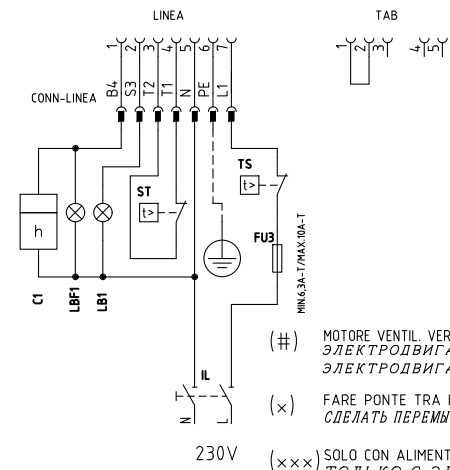 LINEA TAB
1 2 3 4 5 6 7 1 2 3 4 5
CONN-LINEA B4 S3 T2 T1 N PE L1
ST TS
t> t>
h
FU3
MIN.6,3A-T/MAX.10A-T
C1 LBF1 LB1
(#) MOTORE VENTIL. VER
ЭЛЕКТРОДВИГА
ЭЛЕКТРОДВИГА
IL
(×) FARE PONTE TRA
СДЕЛАТЬ ПЕРЕМЫ
N L
230V
(×××) SOLO CON ALIMENT
ТОЛЬКО С